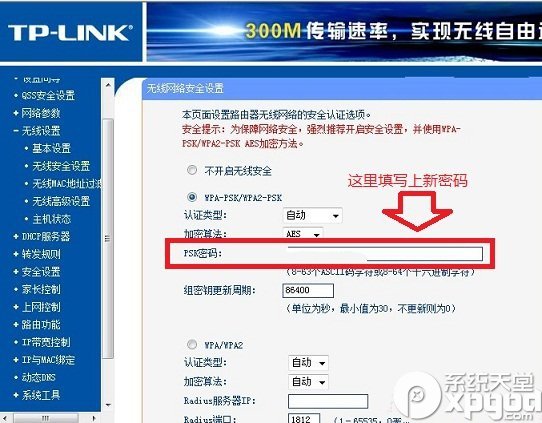 TP-LINK
300M 传输速率，实现无线自由
设置向导
QSS安全设置
+ 网络参数
- 无线设置
• 基本设置
• 无线安全设置
• 无线MAC地址过滤
• 无线高级设置
• 主机状态
+ DHCP服务器
+ 转发规则
+ 安全设置
+ 家长控制
+ 上网控制
+ 路由功能
+ IP带宽控制
+ IP与MAC绑定
+ 动态DNS
+ 系统工具
无线网络安全设置
本页面设置路由器无线网络的安全认证选项。
安全提示：为保障网络安全，强烈推荐开启安全设置，并使用WPA-
PSK/WPA2-PSK AES加密方法。
不开启无线安全
WPA-PSK/WPA2-PSK
这里填写上新密码
认证类型： 自动
加密算法： AES
PSK密码：
(8-63个ASCII码字符或8-64个十六进制字符)
组密钥更新周期： 86400
(单位为秒，最小值为30，不更新则为0)
WPA/WPA2
认证类型： 自动
加密算法： 自动
Radius服务器IP：
Radius端口： 1812 (1-65535，0表
系统天堂